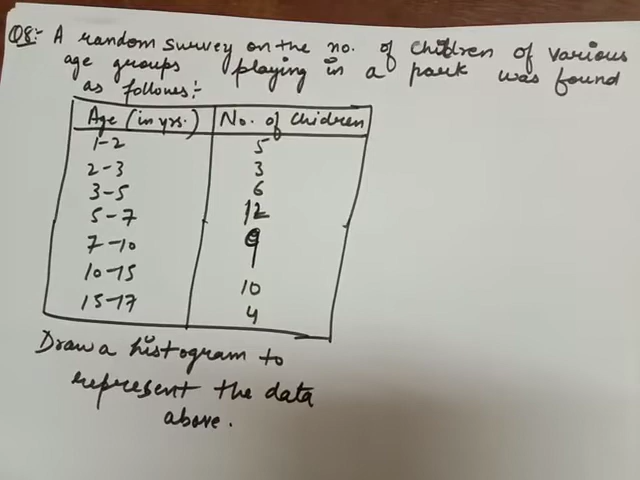 Q8:- A random survey on the no. of children of various
age groups playing in a park was found
as follows:-
Age (in yrs.) No. of Children
1-2 5
2-3 3
3-5 6
5-7 12
7-10 9
10-15 10
15-17 4
Draw a histogram to
represent the data
above.